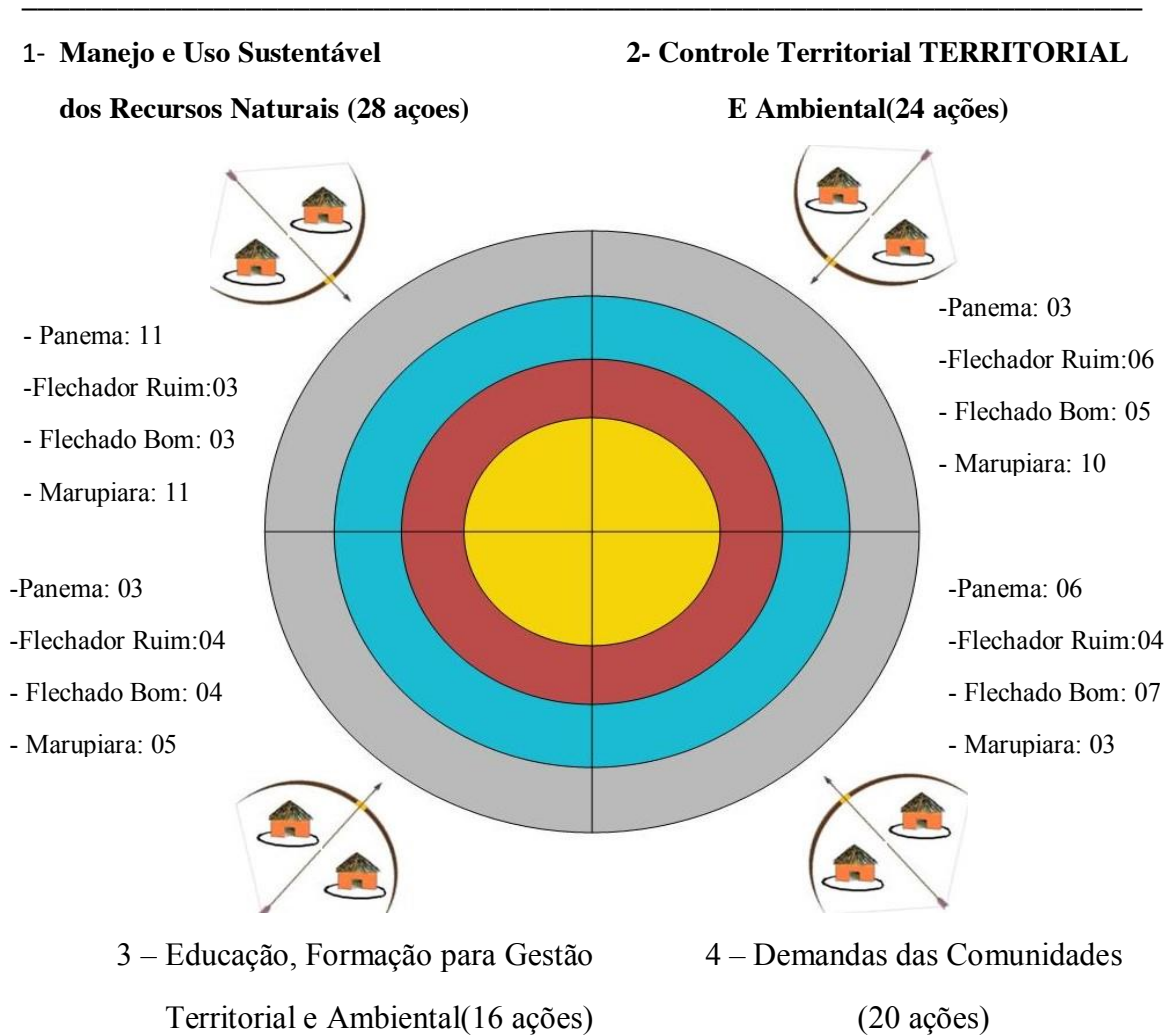 1- Manejo e Uso Sustentável
dos Recursos Naturais (28 açoes)
2- Controle Territorial TERRITORIAL
E Ambiental(24 ações)
- Panema: 11
-Flechador Ruim:03
- Flechado Bom: 03
- Marupiara: 11
-Panema: 03
-Flechador Ruim:06
- Flechado Bom: 05
- Marupiara: 10
-Panema: 03
-Flechador Ruim:04
- Flechado Bom: 04
- Marupiara: 05
-Panema: 06
-Flechador Ruim:04
- Flechado Bom: 07
- Marupiara: 03
3 – Educação, Formação para Gestão
Territorial e Ambiental(16 ações)
4 – Demandas das Comunidades
(20 ações)